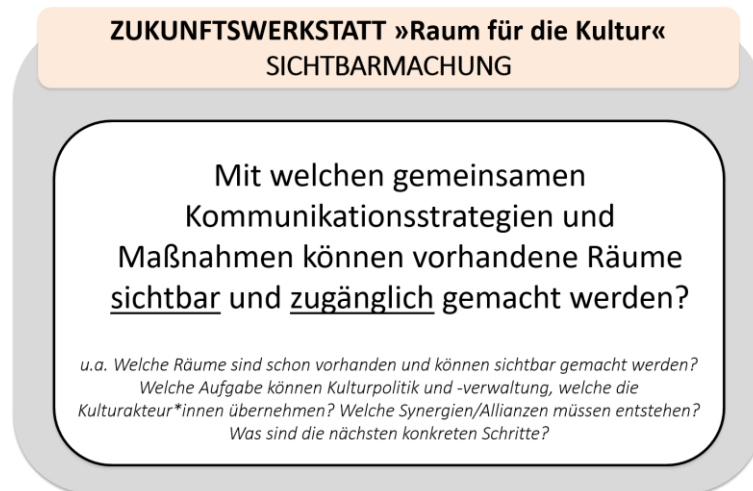 ZUKUNFTSWERKSTATT »Raum für die Kultur«
SICHTBARMACHUNG
Mit welchen gemeinsamen
Kommunikationsstrategien und
Maßnahmen können vorhandene Räume
sichtbar und zugänglich gemacht werden?
u.a. Welche Räume sind schon vorhanden und können sichtbar gemacht werden?
Welche Aufgabe können Kulturpolitik und -verwaltung, welche die
Kulturakteur*innen übernehmen? Welche Synergien/Allianzen müssen entstehen?
Was sind die nächsten konkreten Schritte?